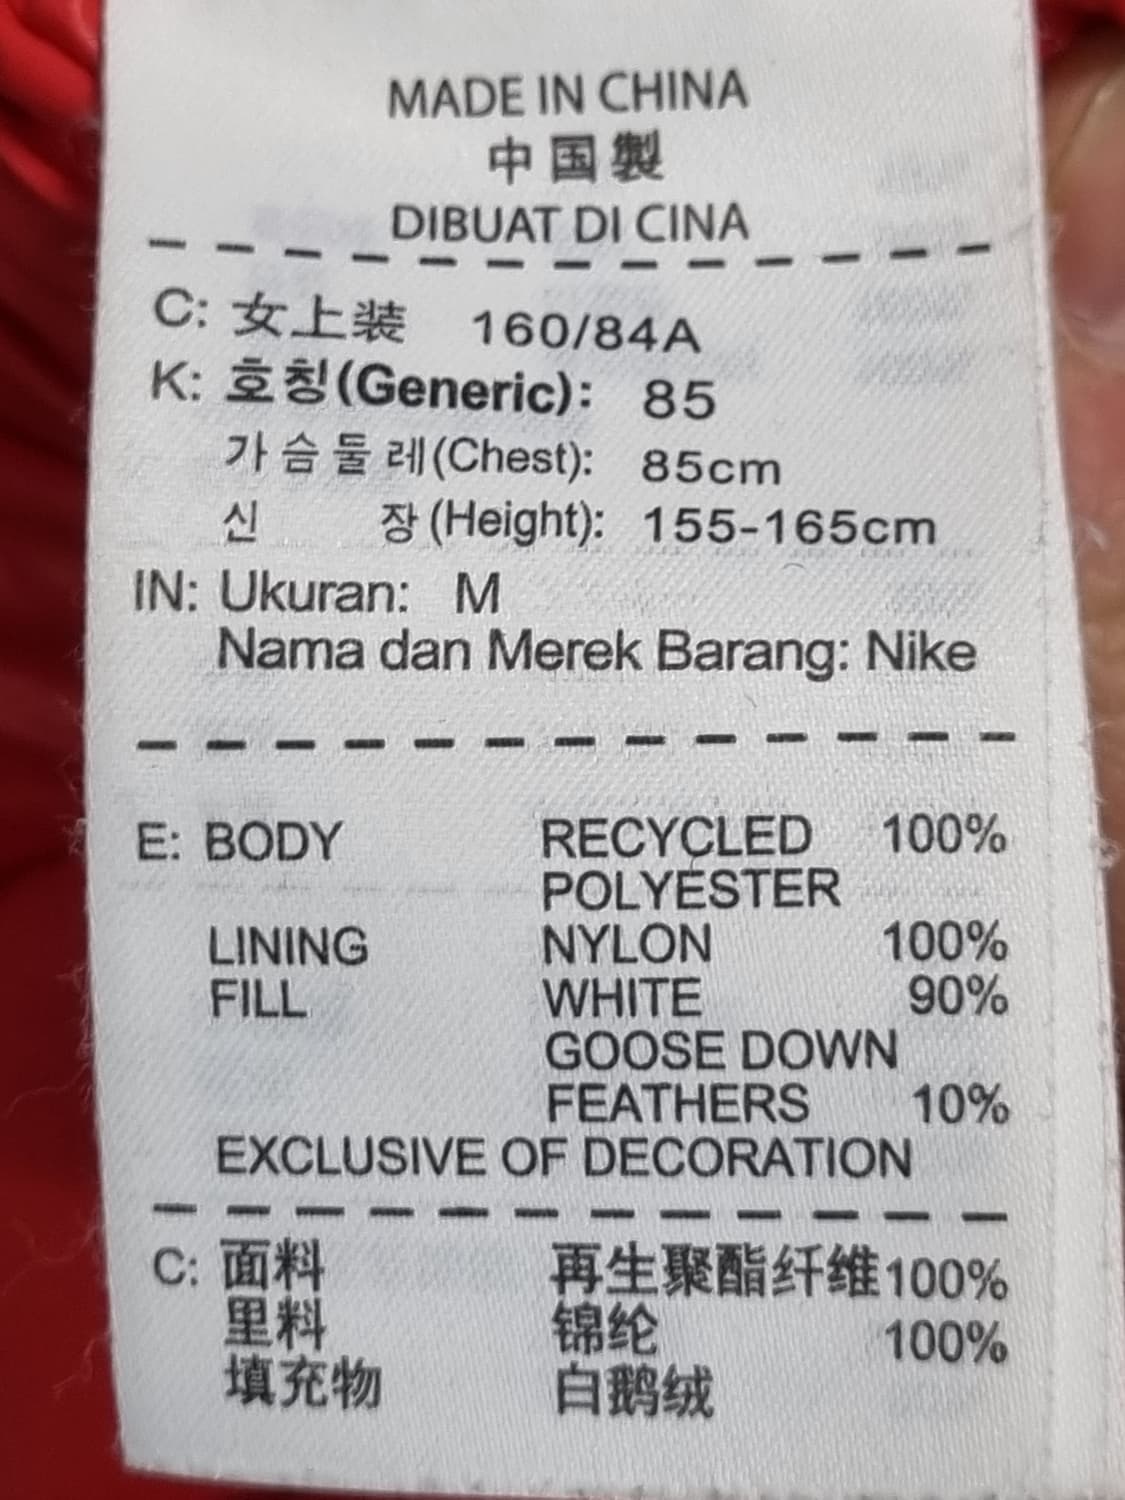 MADE IN CHINA
中国製
DIBUAT DI CINA
C: 女上装 160/84A
K: 호칭(Generic): 85
가슴둘레(Chest): 85cm
신 장(Height): 155-165cm
IN: Ukuran: M
Nama dan Merek Barang: Nike
E: BODY RECYCLED 100%
POLYESTER
LINING NYLON 100%
FILL WHITE 90%
GOOSE DOWN
FEATHERS 10%
EXCLUSIVE OF DECORATION
C: 面料 再生聚酯纤维100%
里料 锦纶 100%
填充物 白鹅绒